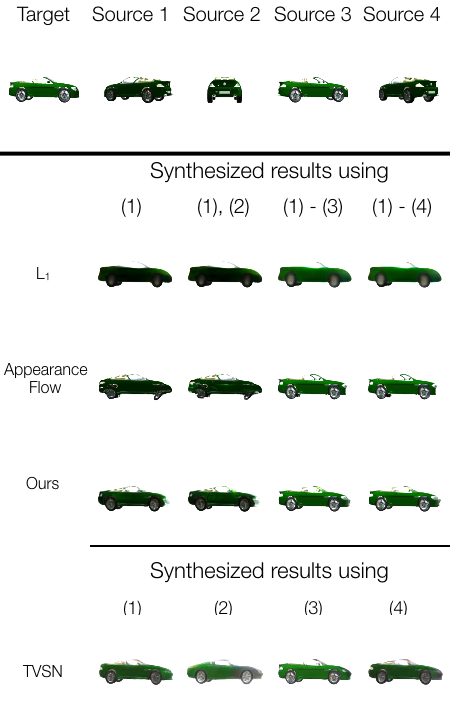 Target Source 1 Source 2 Source 3 Source 4
Synthesized results using
(1) (1), (2) (1) - (3) (1) - (4)
L₁
Appearance
Flow
Ours
Synthesized results using
(1) (2) (3) (4)
TVSN